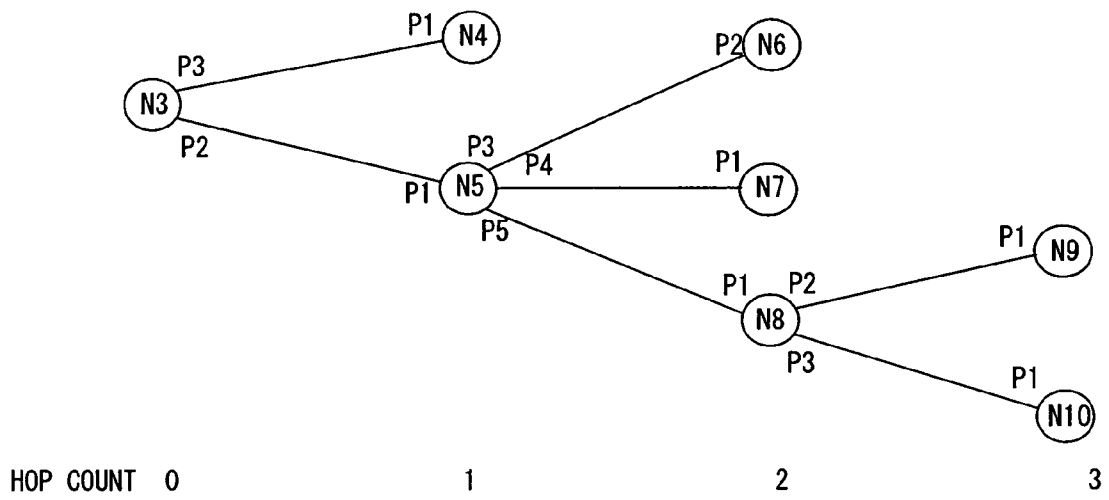 P1 N4
P2 N6
P3
N3
P2
P3 P4 P1 N7
P1 N5
P5
P1 N9
P1 P2
N8
P3
P1
N10
HOP COUNT 0 1 2 3